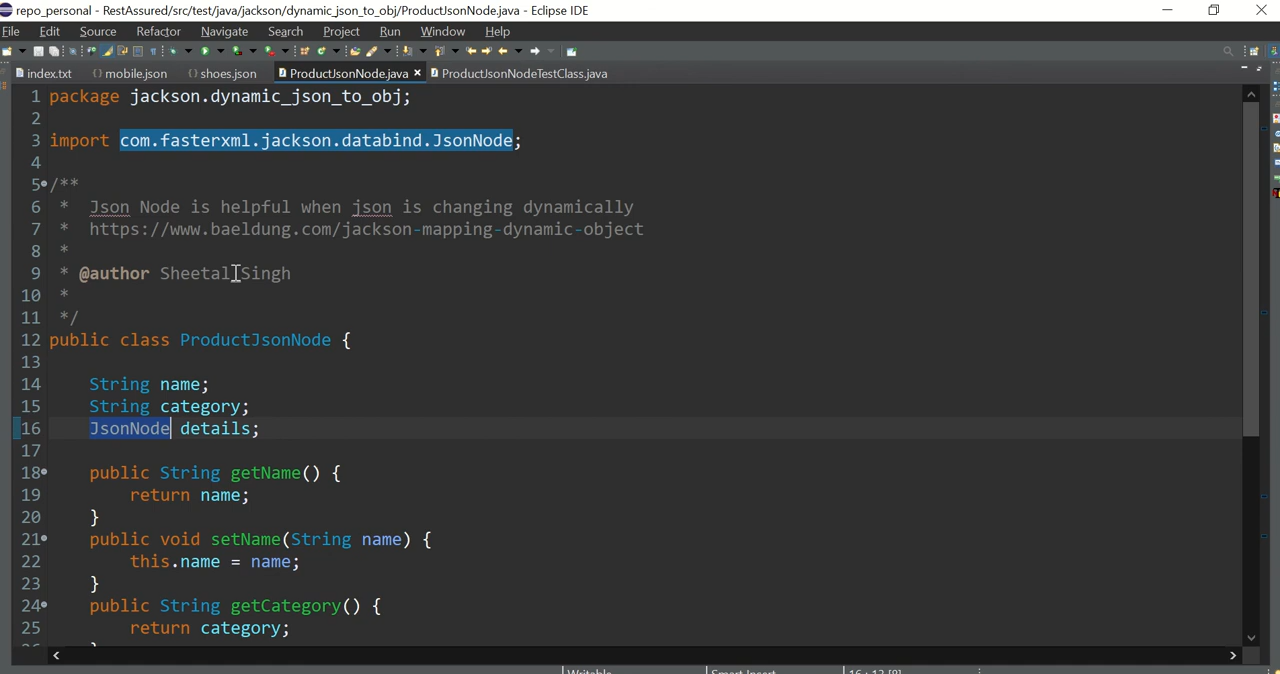 repo_personal - RestAssured/src/test/java/jackson/dynamic_json_to_obj/ProductJsonNode.java - Eclipse IDE
File Edit Source Refactor Navigate Search Project Run Window Help
index.txt {} mobile.json {} shoes.json ProductJsonNode.java ProductJsonNodeTestClass.java
1 package jackson.dynamic_json_to_obj;
2
3 import com.fasterxml.jackson.databind.JsonNode;
4
5 /**
6 * Json Node is helpful when json is changing dynamically
7 * https://www.baeldung.com/jackson-mapping-dynamic-object
8 *
9 * @author Sheetal Singh
10 *
11 */
12 public class ProductJsonNode {
13
14 String name;
15 String category;
16 JsonNode details;
17
18 public String getName() {
19 return name;
20 }
21 public void setName(String name) {
22 this.name = name;
23 }
24 public String getCategory() {
25 return category;